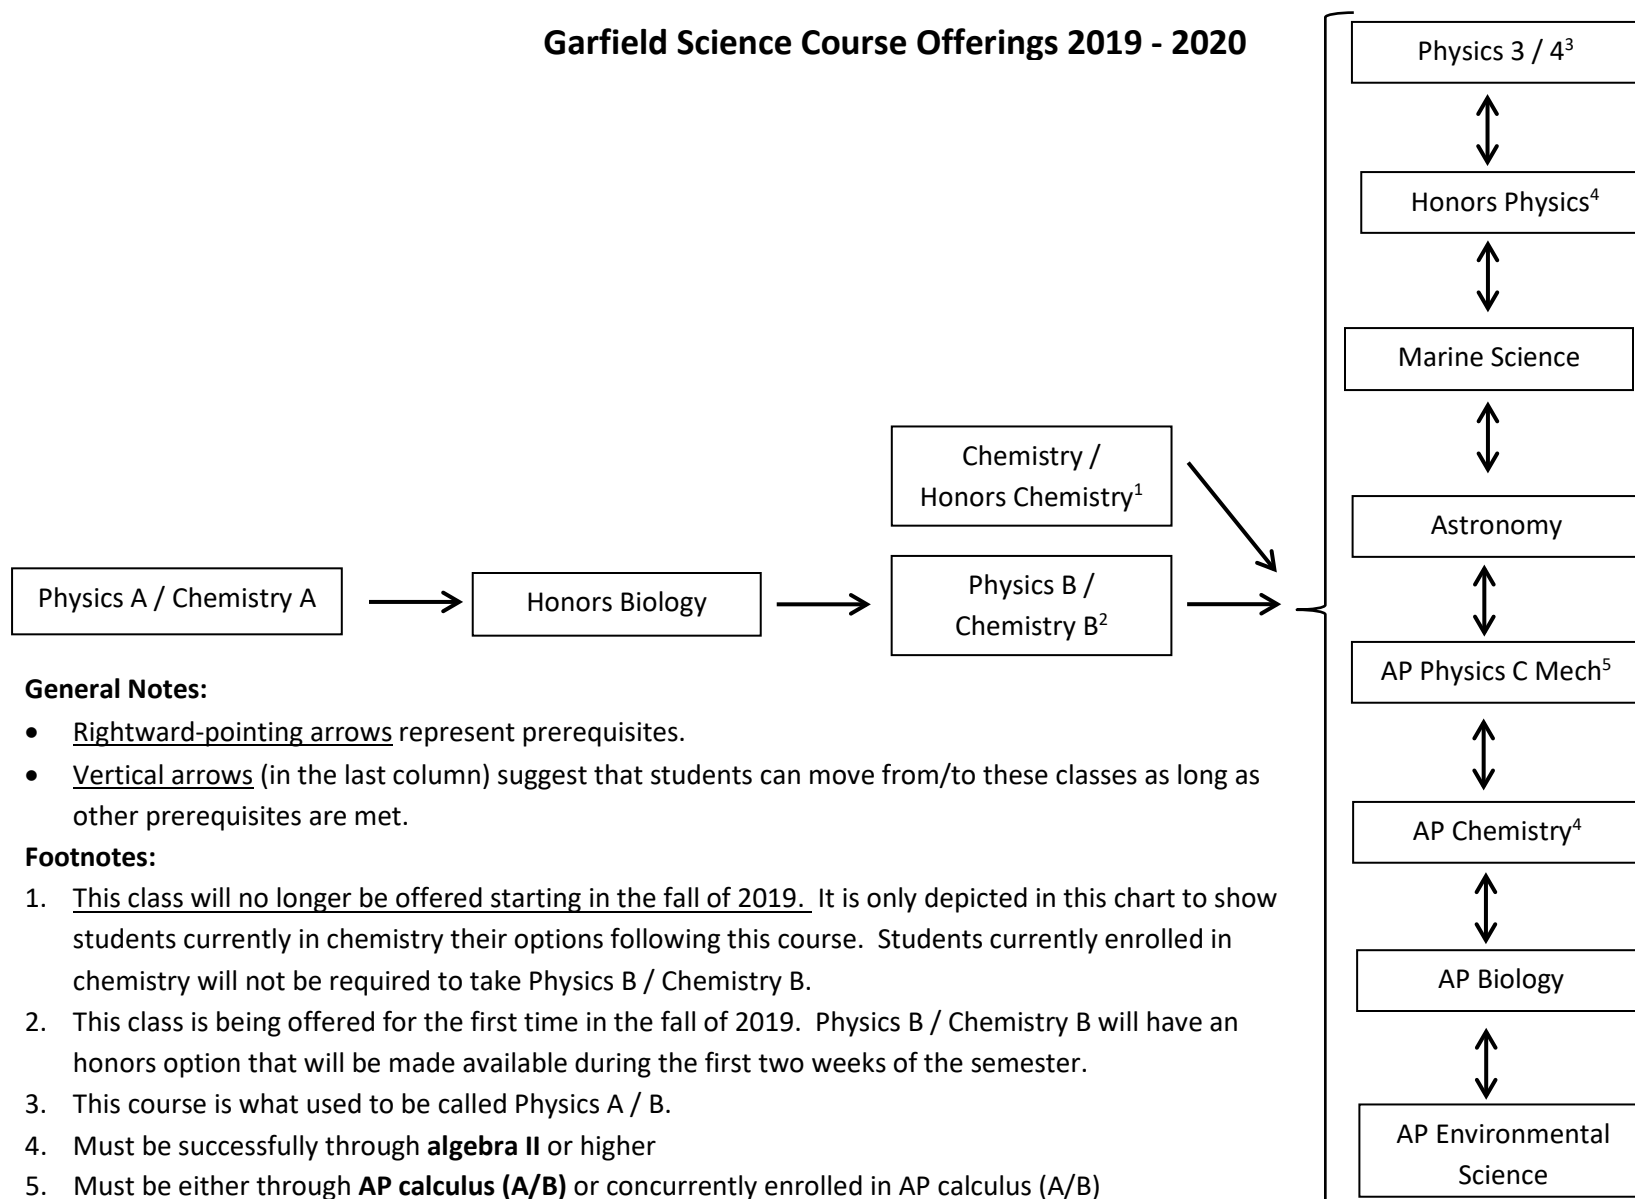 Garfield Science Course Offerings 2019 - 2020
Physics 3 / 4³
Honors Physics⁴
Marine Science
Chemistry /
Honors Chemistry¹
Astronomy
Physics A / Chemistry A
Honors Biology
Physics B /
Chemistry B²
AP Physics C Mech⁵
AP Chemistry⁴
AP Biology
AP Environmental
Science
General Notes:
• Rightward-pointing arrows represent prerequisites.
• Vertical arrows (in the last column) suggest that students can move from/to these classes as long as
other prerequisites are met.
Footnotes:
1. This class will no longer be offered starting in the fall of 2019. It is only depicted in this chart to show
students currently in chemistry their options following this course. Students currently enrolled in
chemistry will not be required to take Physics B / Chemistry B.
2. This class is being offered for the first time in the fall of 2019. Physics B / Chemistry B will have an
honors option that will be made available during the first two weeks of the semester.
3. This course is what used to be called Physics A / B.
4. Must be successfully through algebra II or higher
5. Must be either through AP calculus (A/B) or concurrently enrolled in AP calculus (A/B)